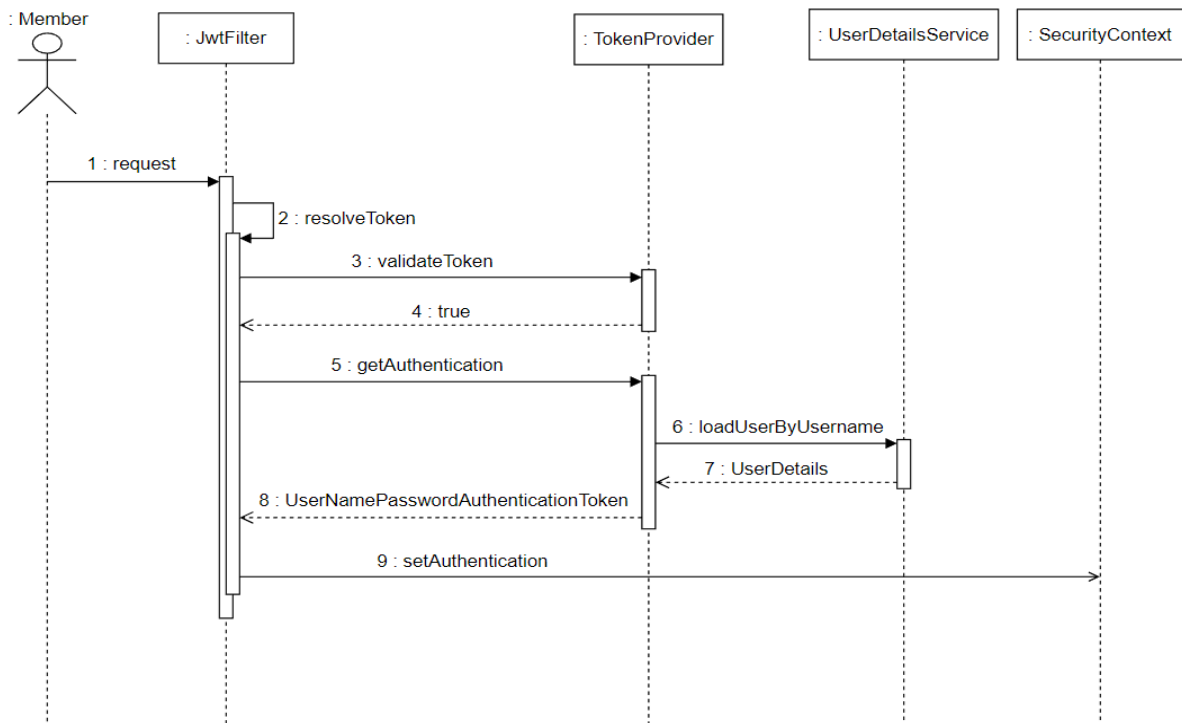 : Member
: JwtFilter
: TokenProvider
: UserDetailsService
: SecurityContext
1 : request
2 : resolveToken
3 : validateToken
4 : true
5 : getAuthentication
6 : loadUserByUsername
7 : UserDetails
8 : UserNamePasswordAuthenticationToken
9 : setAuthentication